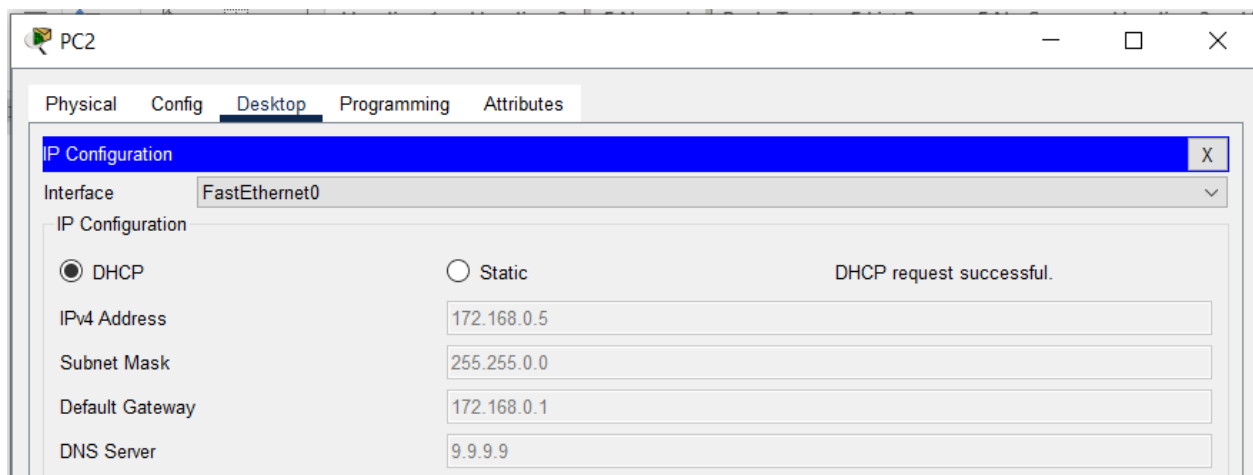 PC2
Physical Config Desktop Programming Attributes
IP Configuration X
Interface FastEthernet0
IP Configuration
DHCP Static DHCP request successful.
IPv4 Address 172.168.0.5
Subnet Mask 255.255.0.0
Default Gateway 172.168.0.1
DNS Server 9.9.9.9